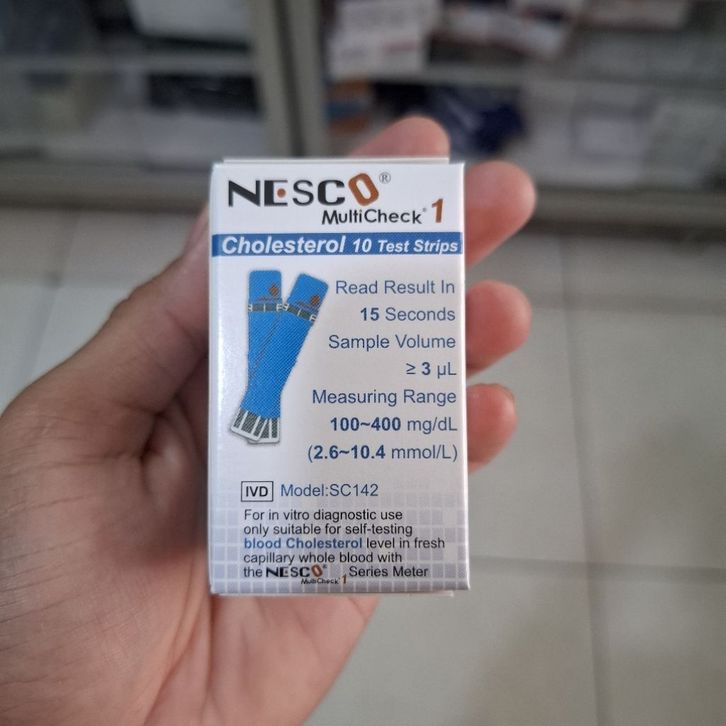 NESCO®
MultiCheck® 1
Cholesterol 10 Test Strips
Read Result In
15 Seconds
Sample Volume
≥ 3 µL
Measuring Range
100~400 mg/dL
(2.6~10.4 mmol/L)
IVD Model:SC142
For in vitro diagnostic use
only suitable for self-testing
blood Cholesterol level in fresh
capillary whole blood with
the NESCO® MultiCheck® 1 Series Meter